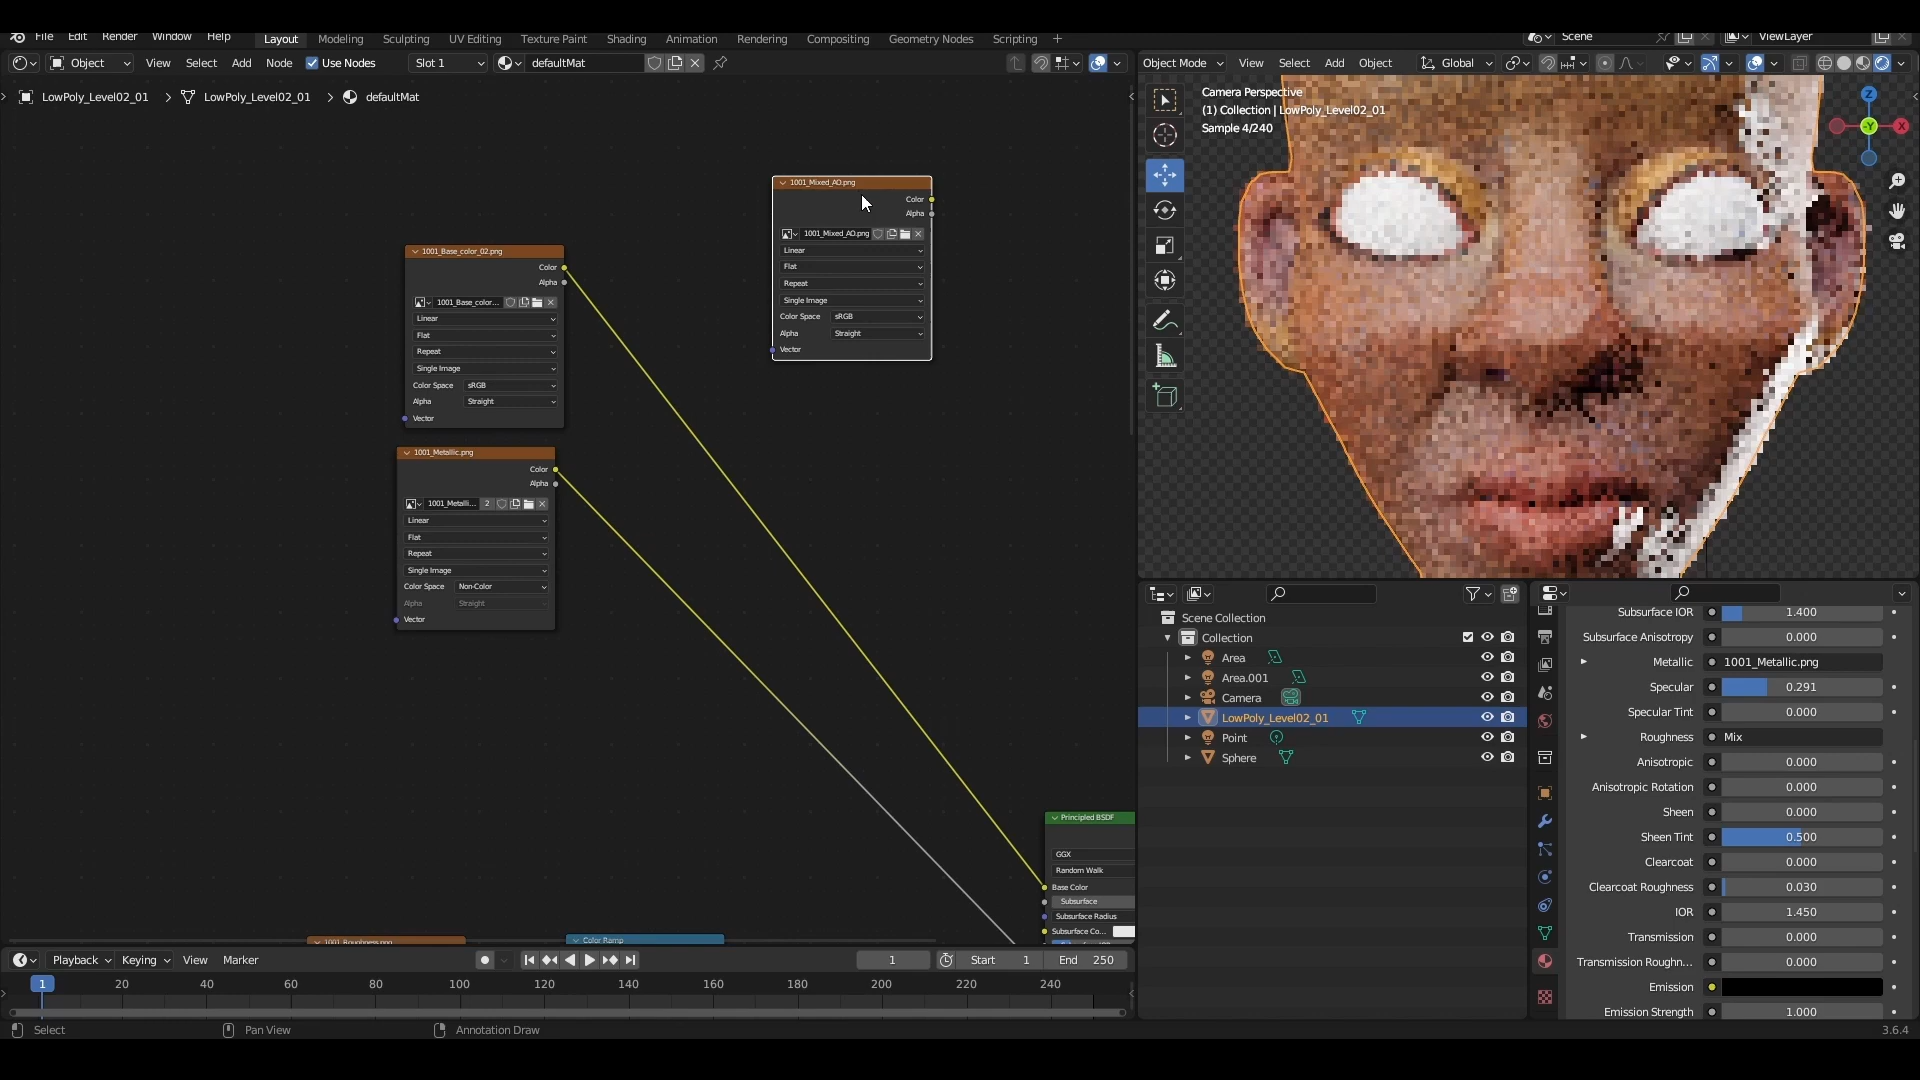 File Edit Render Window Help Layout Modeling Sculpting UV Editing Texture Paint Shading Animation Rendering Compositing Geometry Nodes Scripting + Scene ViewLayer
Object View Select Add Node Use Nodes Slot 1 defaultMat
Object Mode View Select Add Object Global
LowPoly_Level02_01 > LowPoly_Level02_01 > defaultMat
Camera Perspective
(1) Collection | LowPoly_Level02_01
Sample 4/240
Z
-Y
X
1001_Mixed_AO.png
Color
Alpha
1001_Mixed_AO.png
Linear
Flat
Repeat
Single Image
Color Space sRGB
Alpha Straight
Vector
1001_Base_color_02.png
Color
Alpha
1001_Base_color...
Linear
Flat
Repeat
Single Image
Color Space sRGB
Alpha Straight
Vector
1001_Metallic.png
Color
Alpha
1001_Metalli... 2
Linear
Flat
Repeat
Single Image
Color Space Non-Color
Alpha Straight
Vector
Principled BSDF
GGX
Random Walk
Base Color
Subsurface
Subsurface Radius
Subsurface Co...
1001_Roughness.png
Color Ramp
Scene Collection
Collection
Area
Area.001
Camera
LowPoly_Level02_01
Point
Sphere
Subsurface IOR 1.400
Subsurface Anisotropy 0.000
Metallic 1001_Metallic.png
Specular 0.291
Specular Tint 0.000
Roughness Mix
Anisotropic 0.000
Anisotropic Rotation 0.000
Sheen 0.000
Sheen Tint 0.500
Clearcoat 0.000
Clearcoat Roughness 0.030
IOR 1.450
Transmission 0.000
Transmission Roughn... 0.000
Emission
Emission Strength 1.000
Playback Keying View Marker 1 Start 1 End 250
1 20 40 60 80 100 120 140 160 180 200 220 240
Select Pan View Annotation Draw 3.6.4